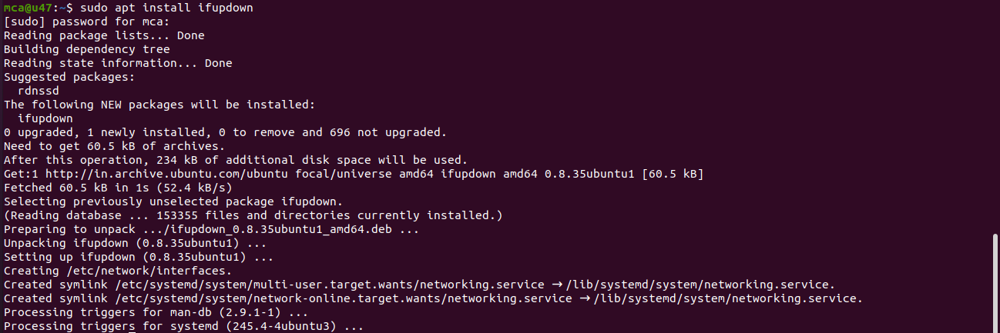 mca@u47:~$ sudo apt install ifupdown
[sudo] password for mca:
Reading package lists... Done
Building dependency tree
Reading state information... Done
Suggested packages:
  rdnssd
The following NEW packages will be installed:
  ifupdown
0 upgraded, 1 newly installed, 0 to remove and 696 not upgraded.
Need to get 60.5 kB of archives.
After this operation, 234 kB of additional disk space will be used.
Get:1 http://in.archive.ubuntu.com/ubuntu focal/universe amd64 ifupdown amd64 0.8.35ubuntu1 [60.5 kB]
Fetched 60.5 kB in 1s (52.4 kB/s)
Selecting previously unselected package ifupdown.
(Reading database ... 153355 files and directories currently installed.)
Preparing to unpack .../ifupdown_0.8.35ubuntu1_amd64.deb ...
Unpacking ifupdown (0.8.35ubuntu1) ...
Setting up ifupdown (0.8.35ubuntu1) ...
Creating /etc/network/interfaces.
Created symlink /etc/systemd/system/multi-user.target.wants/networking.service → /lib/systemd/system/networking.service.
Created symlink /etc/systemd/system/network-online.target.wants/networking.service → /lib/systemd/system/networking.service.
Processing triggers for man-db (2.9.1-1) ...
Processing triggers for systemd (245.4-4ubuntu3) ...